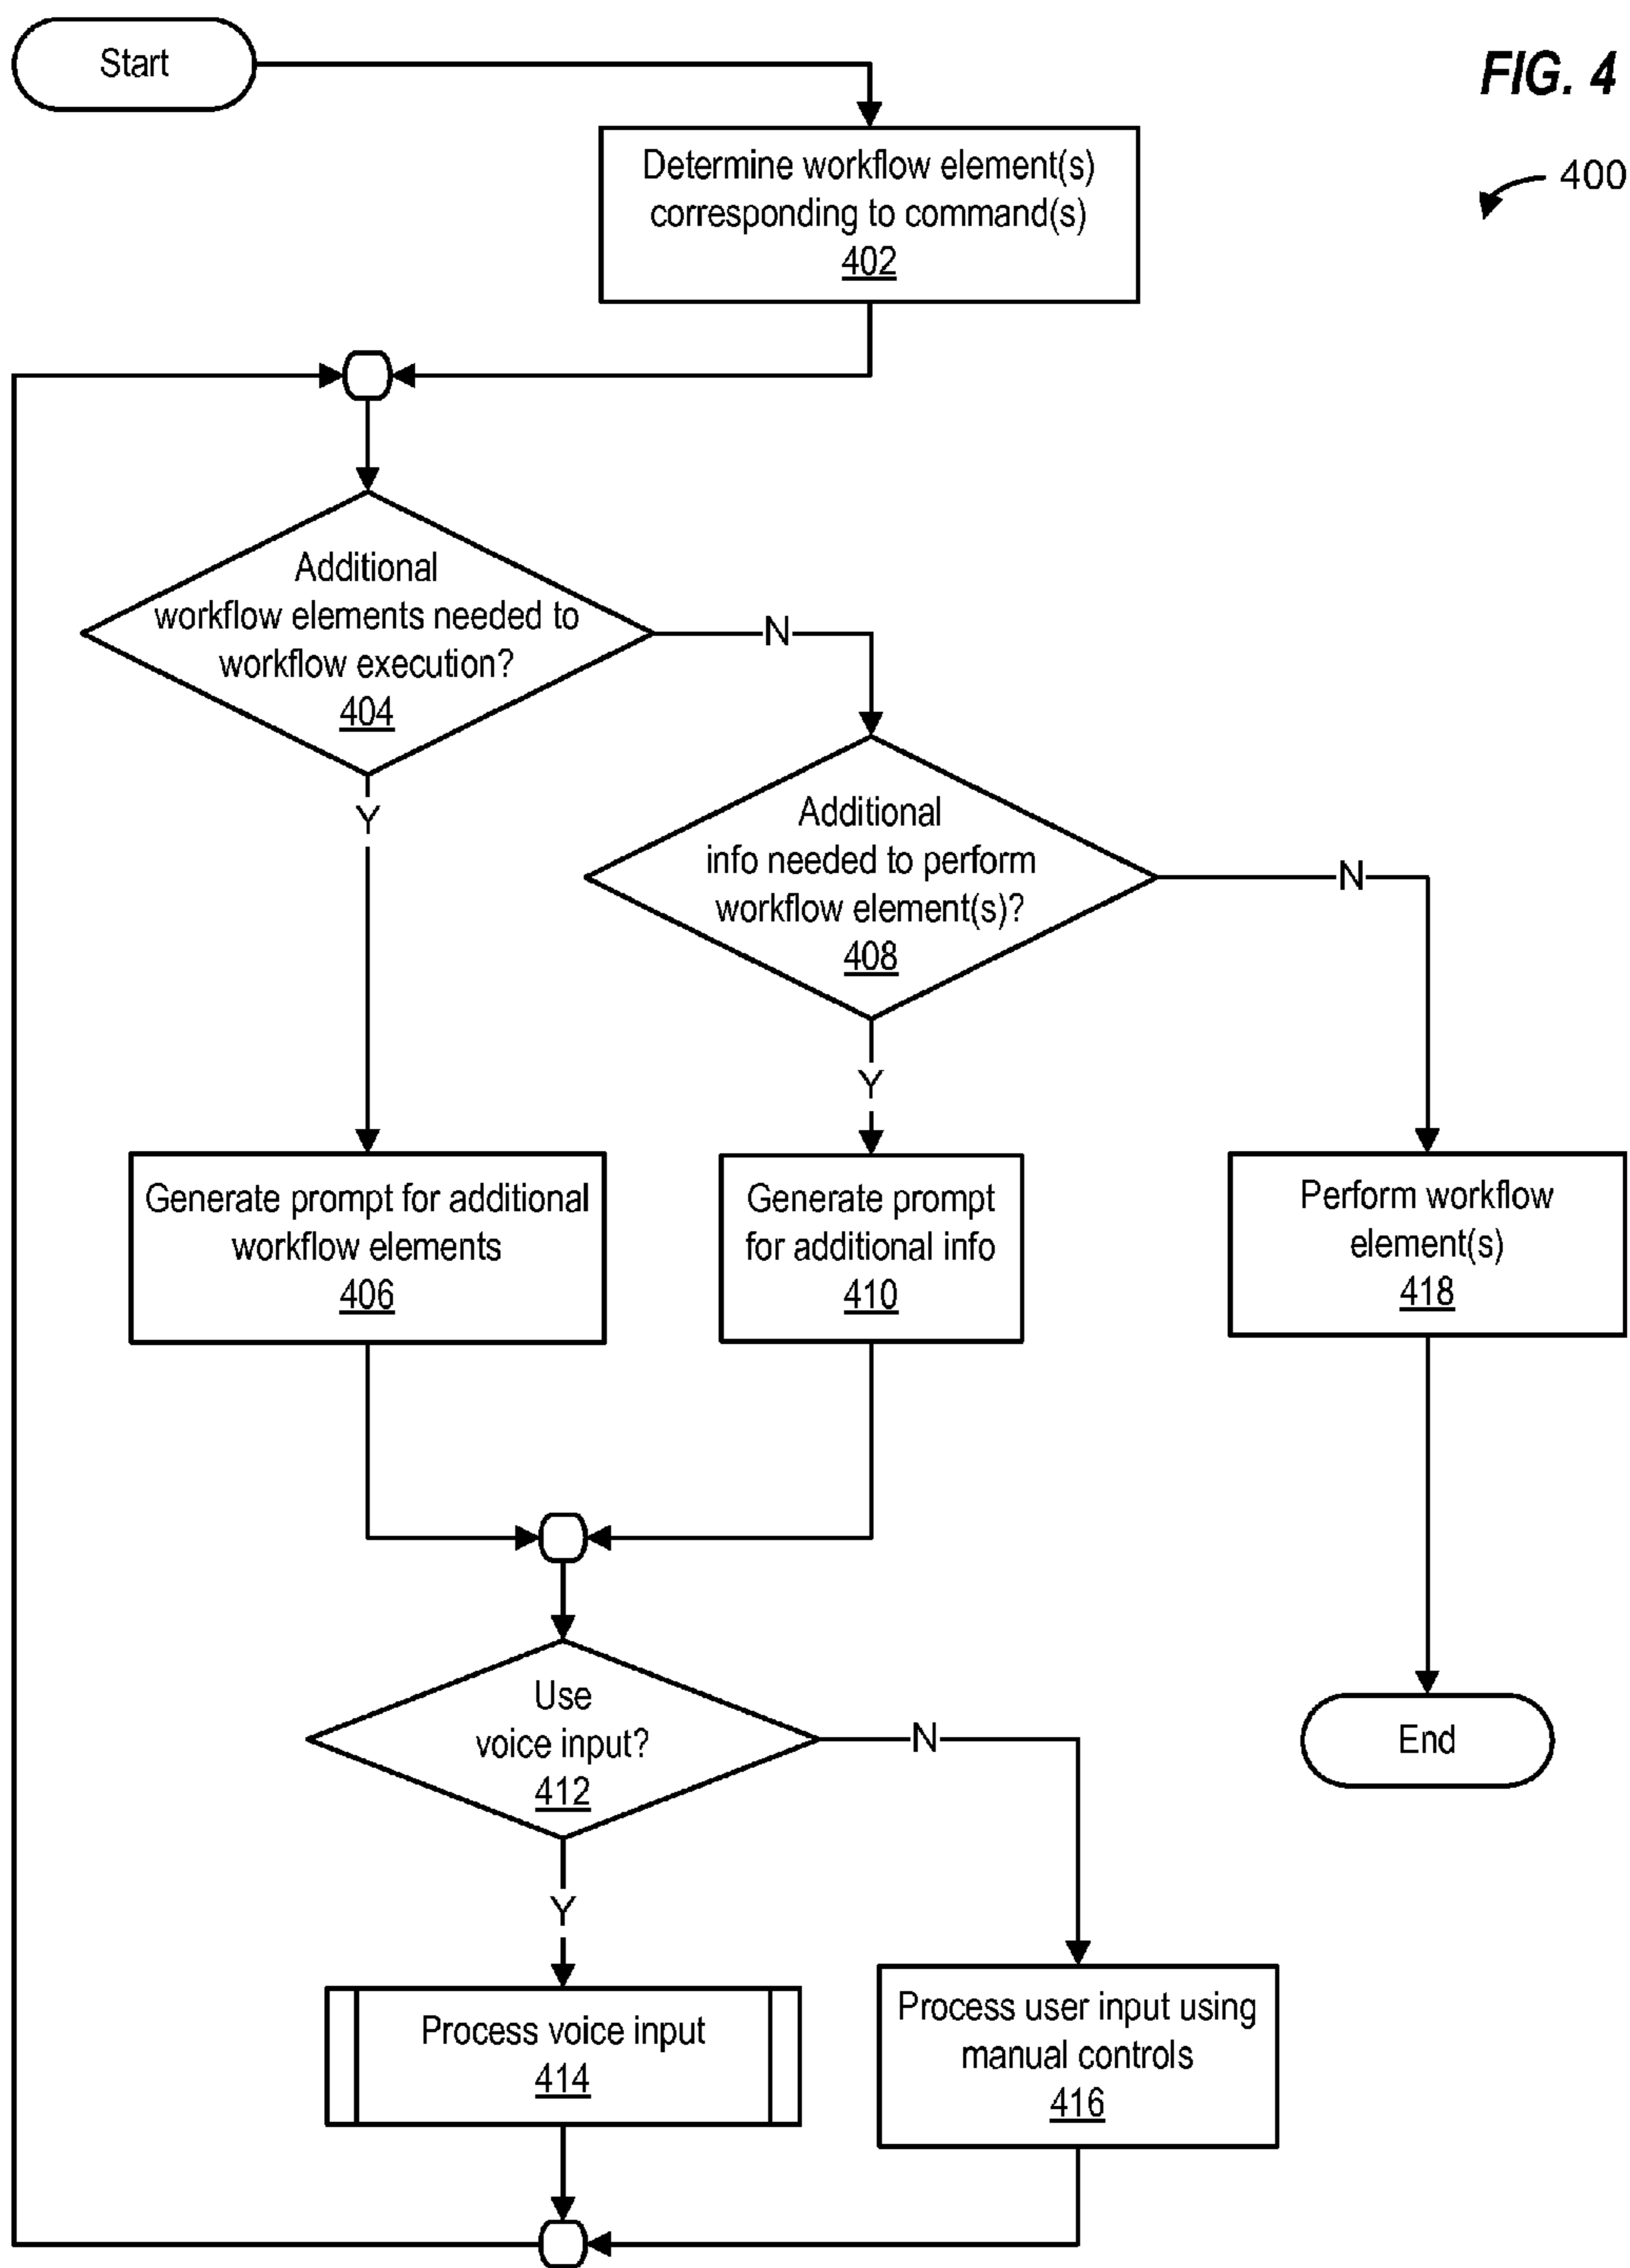 Start
FIG. 4
400
Determine workflow element(s)
corresponding to command(s)
402
Additional
workflow elements needed to
workflow execution?
404
N
Y
Additional
info needed to perform
workflow element(s)?
408
N
Y
Generate prompt for additional
workflow elements
406
Generate prompt
for additional info
410
Perform workflow
element(s)
418
Use
voice input?
412
N
Y
End
Process voice input
414
Process user input using
manual controls
416